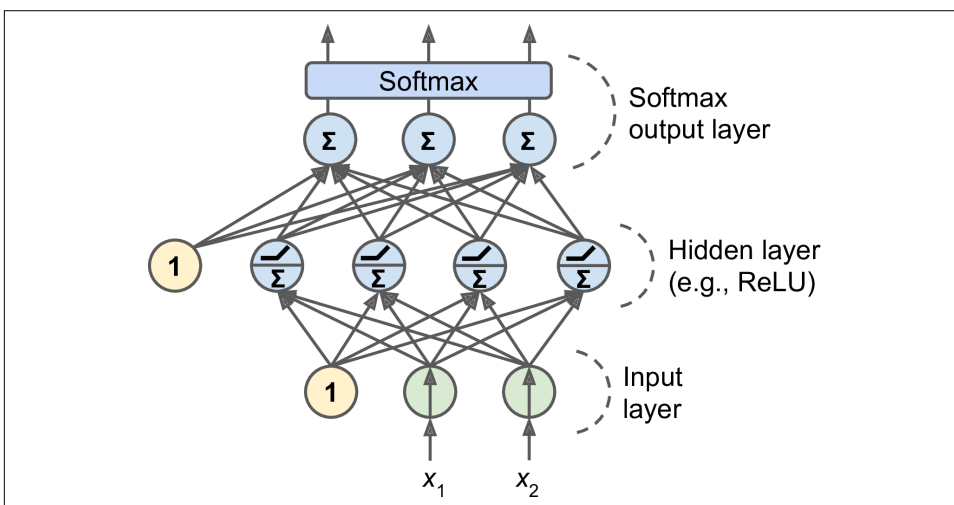 Softmax
Softmax
output layer
Σ Σ Σ
Hidden layer
(e.g., ReLU)
1 Σ Σ Σ Σ
Input
layer
1
x1 x2